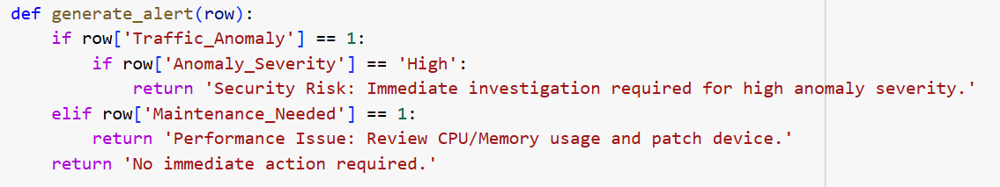 def generate_alert(row):
    if row['Traffic_Anomaly'] == 1:
        if row['Anomaly_Severity'] == 'High':
            return 'Security Risk: Immediate investigation required for high anomaly severity.'
    elif row['Maintenance_Needed'] == 1:
        return 'Performance Issue: Review CPU/Memory usage and patch device.'
    return 'No immediate action required.'